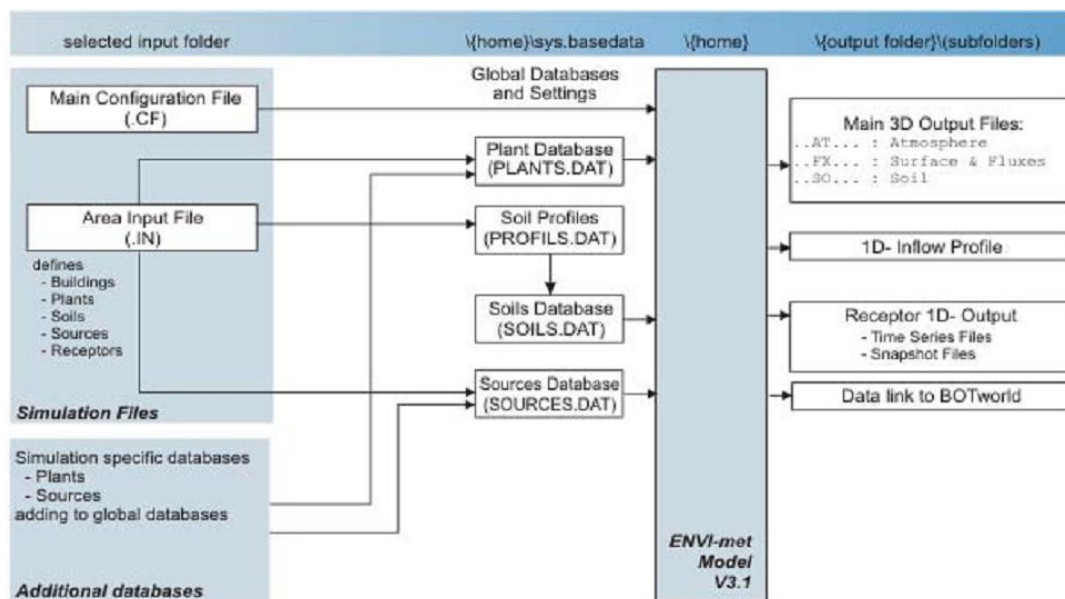 selected input folder
\{home}\sys.basedata
\{home}
\{output folder}\(subfolders)
Main Configuration File
(.CF)
Area Input File
(.IN)
defines
- Buildings
- Plants
- Soils
- Sources
- Receptors
Simulation Files
Simulation specific databases
- Plants
- Sources
adding to global databases
Additional databases
Global Databases
and Settings
Plant Database
(PLANTS.DAT)
Soil Profiles
(PROFILS.DAT)
Soils Database
(SOILS.DAT)
Sources Database
(SOURCES.DAT)
ENVI-met
Model
V3.1
Main 3D Output Files:
..AT... : Atmosphere
..FX... : Surface & Fluxes
..SO... : Soil
1D- Inflow Profile
Receptor 1D- Output
- Time Series Files
- Snapshot Files
Data link to BOTworld